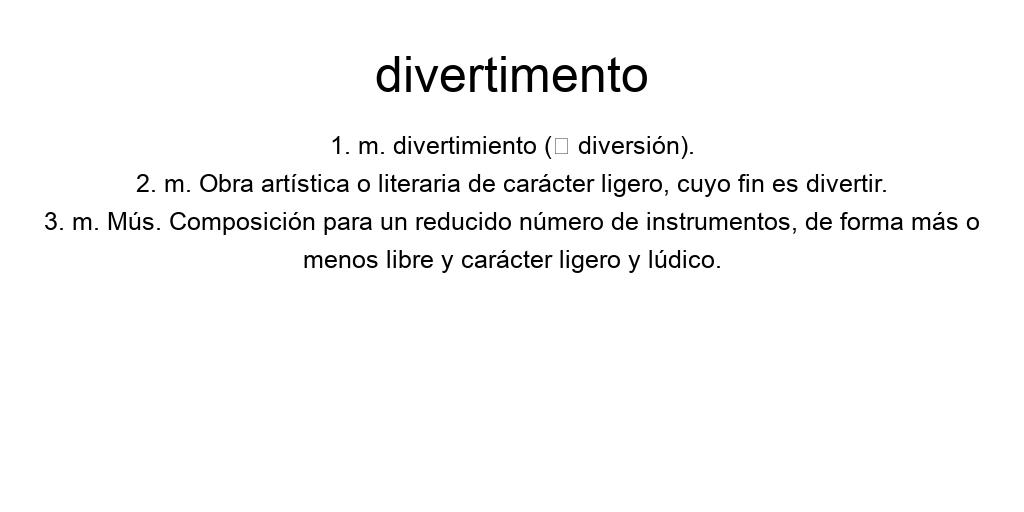 divertimento
1. m. divertimiento (▯ diversión).
2. m. Obra artística o literaria de carácter ligero, cuyo fin es divertir.
3. m. Mús. Composición para un reducido número de instrumentos, de forma más o
menos libre y carácter ligero y lúdico.